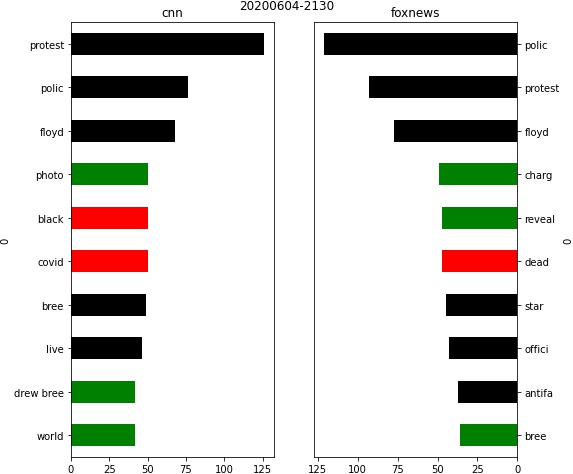 20200604-2130
cnn
foxnews
protest
polic
floyd
photo
black
covid
bree
live
drew bree
world
0
0 25 50 75 100 125
polic
protest
floyd
charg
reveal
dead
star
offici
antifa
bree
0
125 100 75 50 25 0